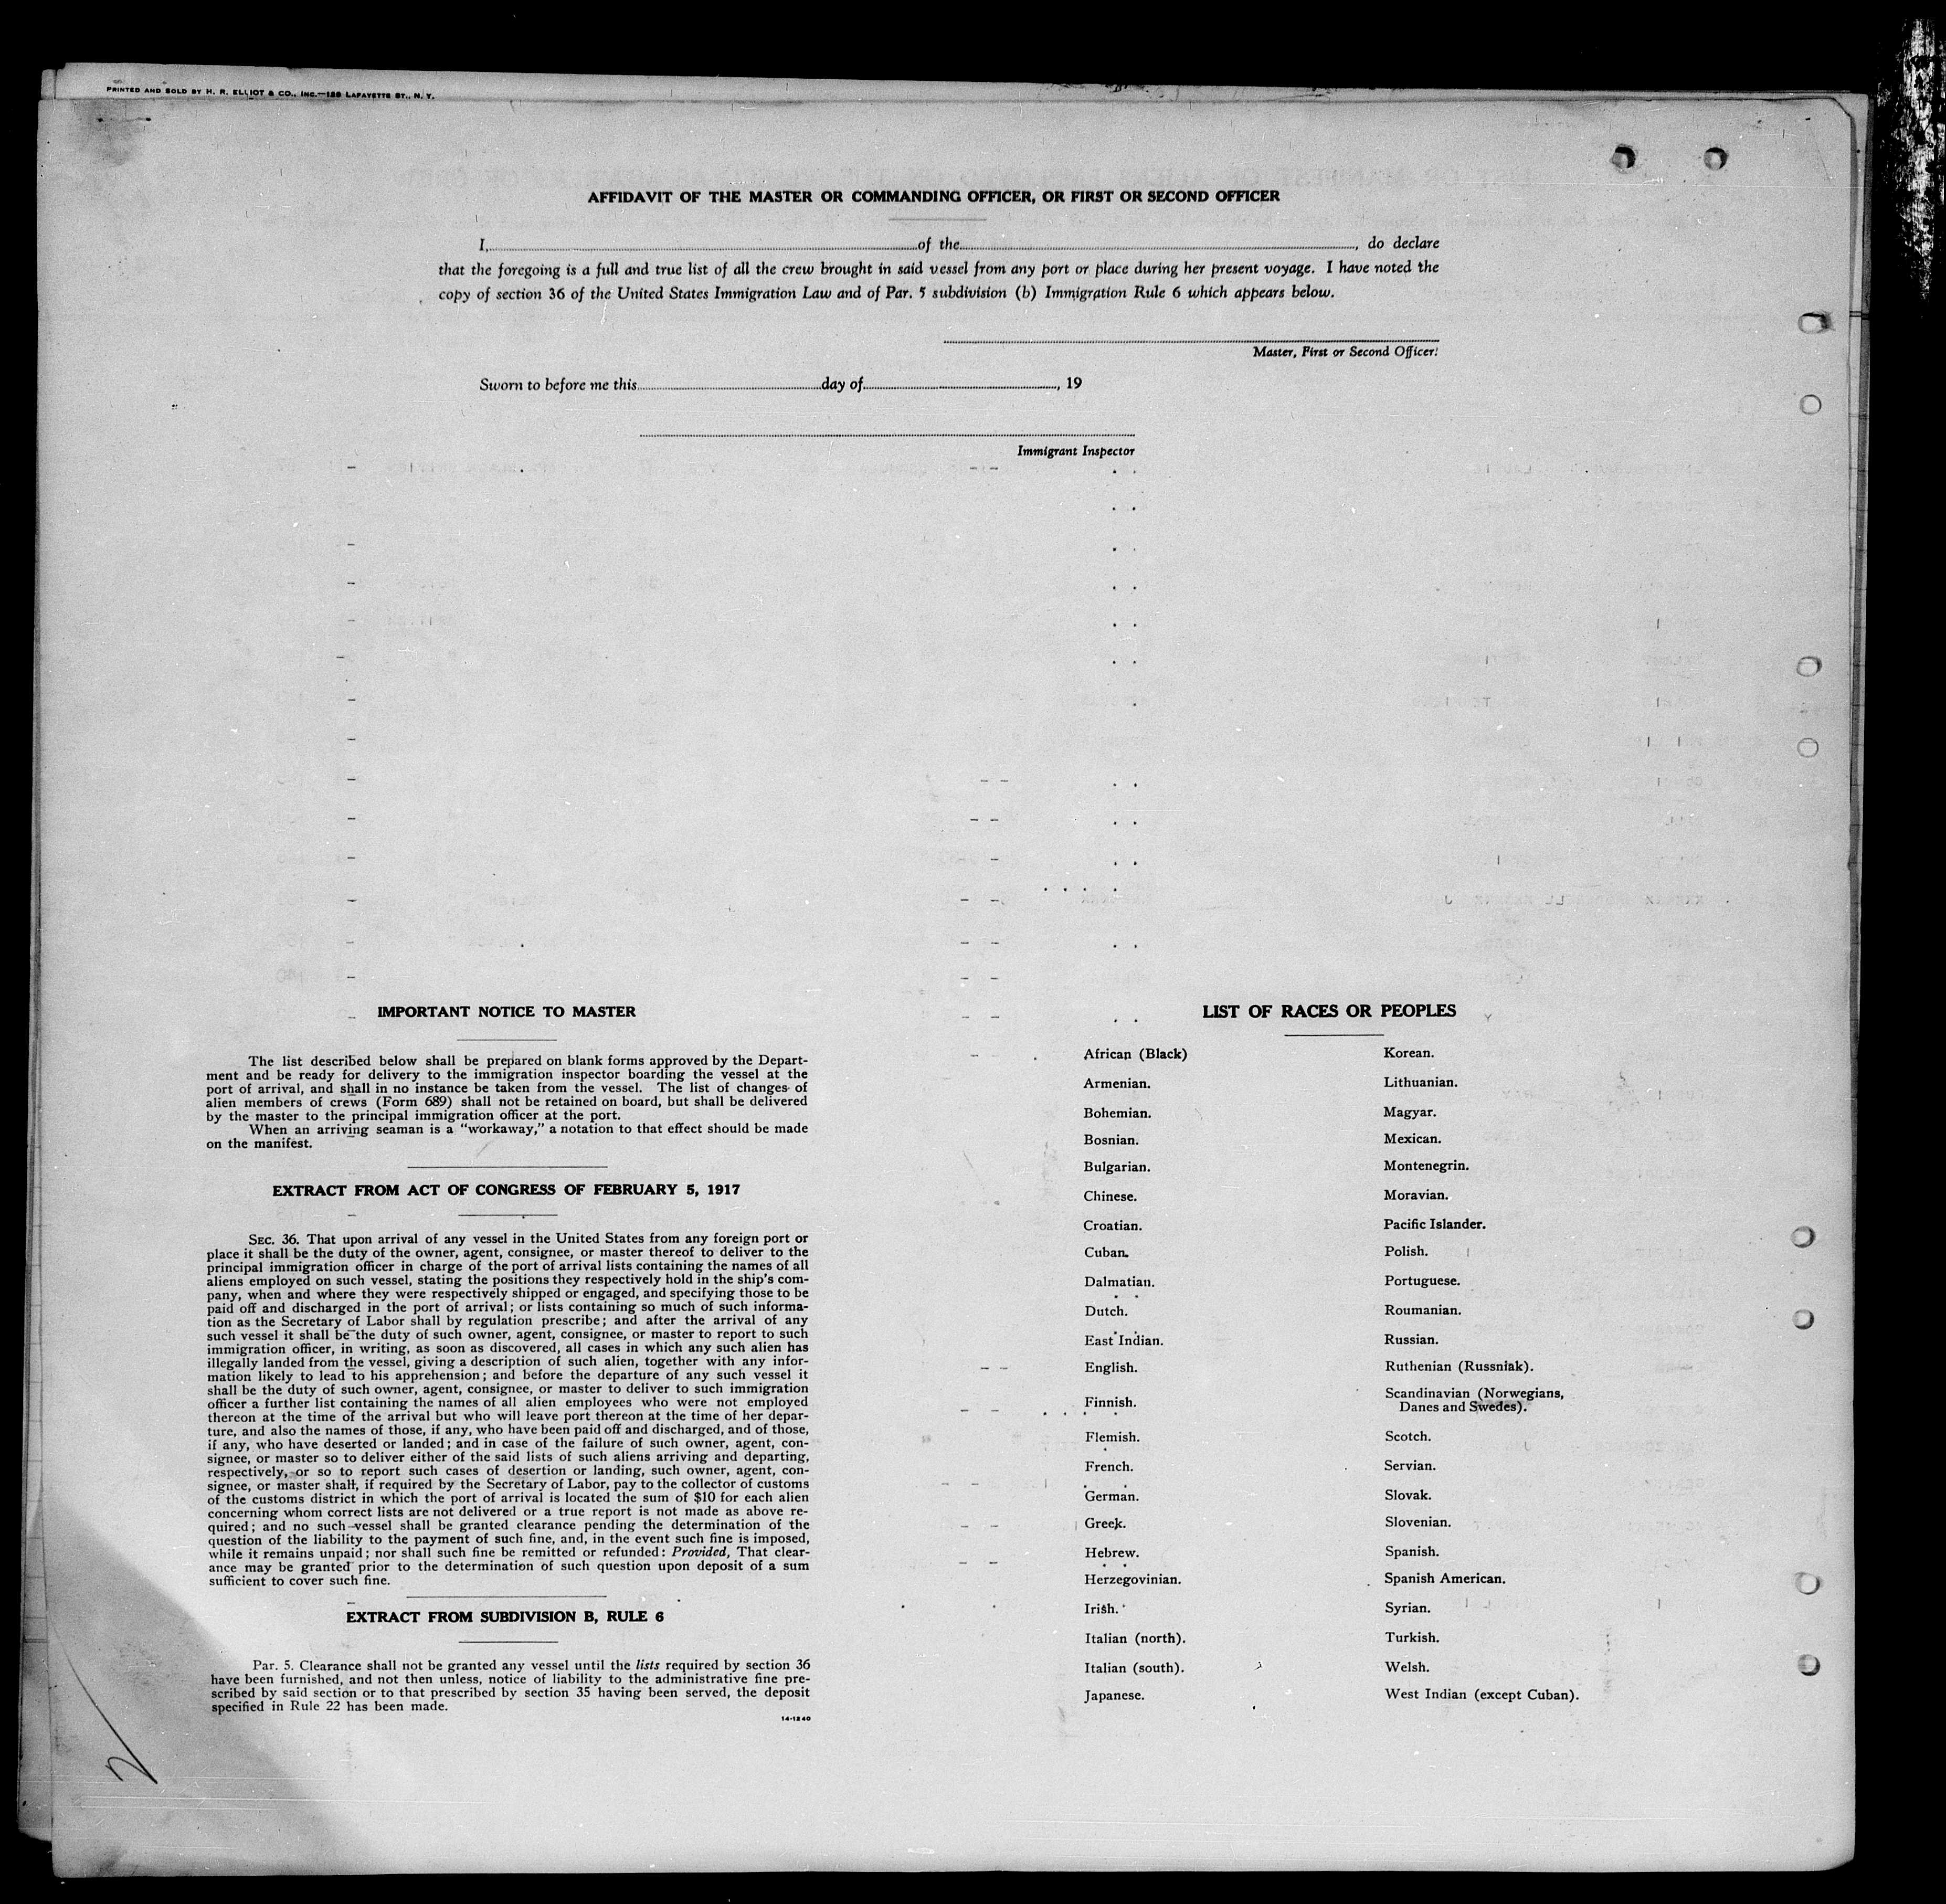 PRINTED AND SOLD BY H. R. ELLIOT & CO., INC.—129 LAFAYETTE ST., N. Y.
AFFIDAVIT OF THE MASTER OR COMMANDING OFFICER, OR FIRST OR SECOND OFFICER
I, of the , do declare
that the foregoing is a full and true list of all the crew brought in said vessel from any port or place during her present voyage. I have noted the
copy of section 36 of the United States Immigration Law and of Par. 5 subdivision (b) Immigration Rule 6 which appears below.
Master, First or Second Officer.
Sworn to before me this day of , 19
Immigrant Inspector
IMPORTANT NOTICE TO MASTER
The list described below shall be prepared on blank forms approved by the Depart-
ment and be ready for delivery to the immigration inspector boarding the vessel at the
port of arrival, and shall in no instance be taken from the vessel. The list of changes of
alien members of crews (Form 689) shall not be retained on board, but shall be delivered
by the master to the principal immigration officer at the port.
When an arriving seaman is a "workaway," a notation to that effect should be made
on the manifest.
EXTRACT FROM ACT OF CONGRESS OF FEBRUARY 5, 1917
SEC. 36. That upon arrival of any vessel in the United States from any foreign port or
place it shall be the duty of the owner, agent, consignee, or master thereof to deliver to the
principal immigration officer in charge of the port of arrival lists containing the names of all
aliens employed on such vessel, stating the positions they respectively hold in the ship's com-
pany, when and where they were respectively shipped or engaged, and specifying those to be
paid off and discharged in the port of arrival; or lists containing so much of such informa-
tion as the Secretary of Labor shall by regulation prescribe; and after the arrival of any
such vessel it shall be the duty of such owner, agent, consignee, or master to report to such
immigration officer, in writing, as soon as discovered, all cases in which any such alien has
illegally landed from the vessel, giving a description of such alien, together with any infor-
mation likely to lead to his apprehension; and before the departure of any such vessel it
shall be the duty of such owner, agent, consignee, or master to deliver to such immigration
officer a further list containing the names of all alien employees who were not employed
thereon at the time of the arrival but who will leave port thereon at the time of her depar-
ture, and also the names of those, if any, who have been paid off and discharged, and of those,
if any, who have deserted or landed; and in case of the failure of such owner, agent, con-
signee, or master so to deliver either of the said lists of such aliens arriving and departing,
respectively, or so to report such cases of desertion or landing, such owner, agent, con-
signee, or master shall, if required by the Secretary of Labor, pay to the collector of customs
of the customs district in which the port of arrival is located the sum of $10 for each alien
concerning whom correct lists are not delivered or a true report is not made as above re-
quired; and no such vessel shall be granted clearance pending the determination of the
question of the liability to the payment of such fine, and, in the event such fine is imposed,
while it remains unpaid; nor shall such fine be remitted or refunded: Provided, That clear-
ance may be granted prior to the determination of such question upon deposit of a sum
sufficient to cover such fine.
EXTRACT FROM SUBDIVISION B, RULE 6
Par. 5. Clearance shall not be granted any vessel until the lists required by section 36
have been furnished, and not then unless, notice of liability to the administrative fine pre-
scribed by said section or to that prescribed by section 35 having been served, the deposit
specified in Rule 22 has been made.
14-1240
LIST OF RACES OR PEOPLES
African (Black)
Armenian.
Bohemian.
Bosnian.
Bulgarian.
Chinese.
Croatian.
Cuban.
Dalmatian.
Dutch.
East Indian.
English.
Finnish.
Flemish.
French.
German.
Greek.
Hebrew.
Herzegovinian.
Irish.
Italian (north).
Italian (south).
Japanese.
Korean.
Lithuanian.
Magyar.
Mexican.
Montenegrin.
Moravian.
Pacific Islander.
Polish.
Portuguese.
Roumanian.
Russian.
Ruthenian (Russniak).
Scandinavian (Norwegians,
Danes and Swedes).
Scotch.
Servian.
Slovak.
Slovenian.
Spanish.
Spanish American.
Syrian.
Turkish.
Welsh.
West Indian (except Cuban).
2